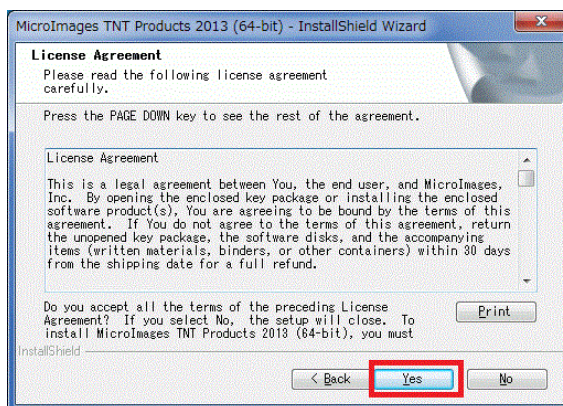 MicroImages TNT Products 2013 (64-bit) - InstallShield Wizard
License Agreement
Please read the following license agreement
carefully.
Press the PAGE DOWN key to see the rest of the agreement.
License Agreement
This is a legal agreement between You, the end user, and MicroImages,
Inc.  By opening the enclosed key package or installing the enclosed
software product(s), You are agreeing to be bound by the terms of this
agreement.  If You do not agree to the terms of this agreement, return
the unopened key package, the software disks, and the accompanying
items (written materials, binders, or other containers) within 30 days
from the shipping date for a full refund.
Do you accept all the terms of the preceding License
Agreement?  If you select No,  the setup will close.  To
install MicroImages TNT Products 2013 (64-bit), you must
Print
InstallShield
< Back
Yes
No